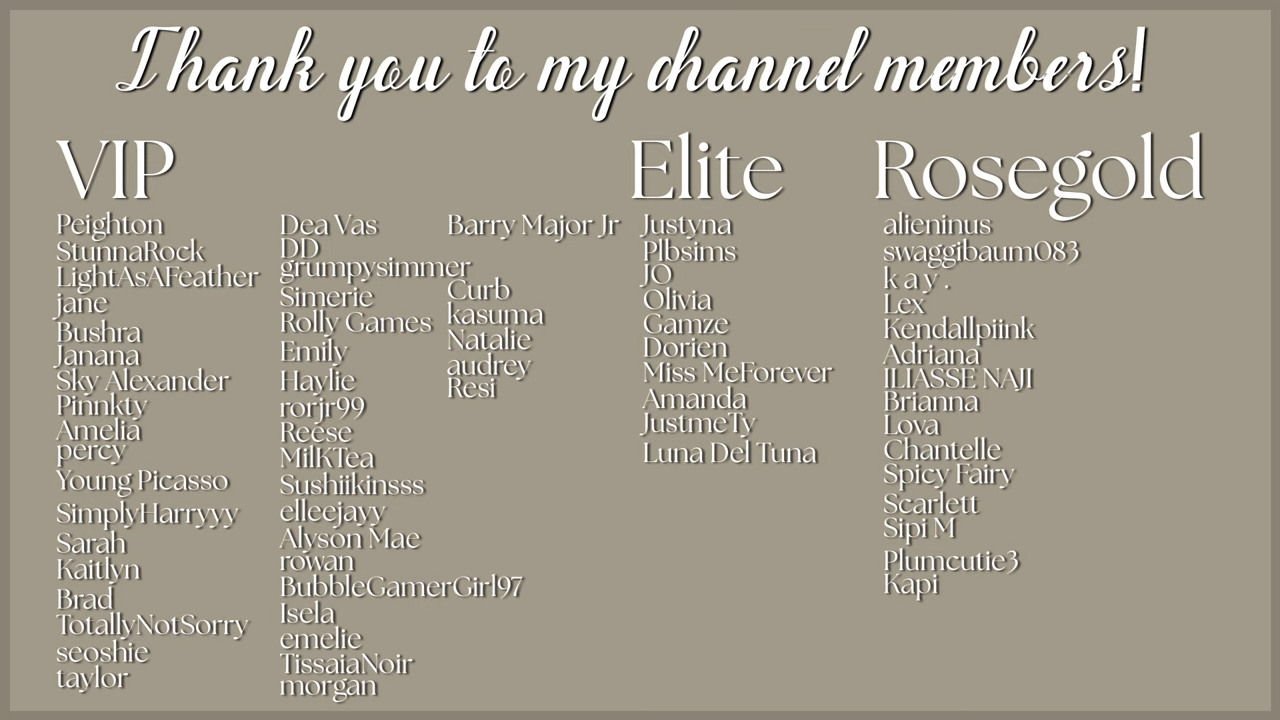 Thank you to my channel members!
VIP
Peighton
StunnaRock
LightAsAFeather
jane
Bushra
Janana
Sky Alexander
Pinnkty
Amelia
percy
Young Picasso
SimplyHarryyy
Sarah
Kaitlyn
Brad
TotallyNotSorry
seoshie
taylor
Dea Vas
DD
grumpysimmer
Simerie
Rolly Games
Emily
Haylie
rorjr99
Reese
MilKTea
Sushiikinsss
elleejayy
Alyson Mae
rowan
BubbleGamerGirl97
Isela
emelie
TissaiaNoir
morgan
Barry Major Jr
Curb
kasuma
Natalie
audrey
Resi
Elite
Justyna
Plbsims
JO
Olivia
Gamze
Dorien
Miss MeForever
Amanda
JustmeTy
Luna Del Tuna
Rosegold
alieninus
swaggibaum083
k a y .
Lex
Kendallpiink
Adriana
ILIASSE NAJI
Brianna
Lova
Chantelle
Spicy Fairy
Scarlett
Sipi M
Plumcutie3
Kapi